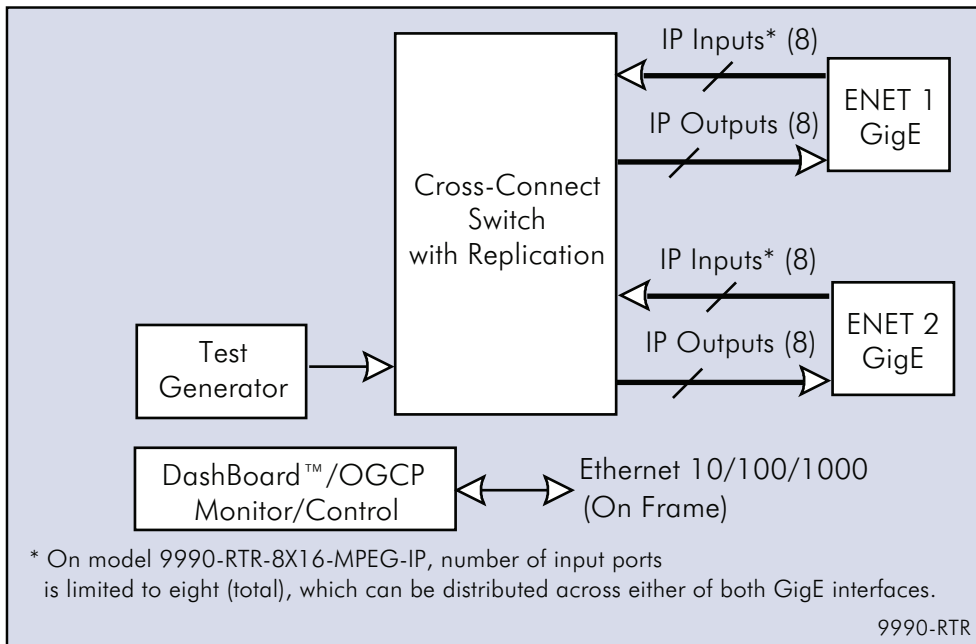 IP Inputs* (8)
ENET 1
GigE
IP Outputs (8)
Cross-Connect
Switch
with Replication
IP Inputs* (8)
ENET 2
GigE
IP Outputs (8)
Test
Generator
DashBoard™/OGCP
Monitor/Control
Ethernet 10/100/1000
(On Frame)
* On model 9990-RTR-8X16-MPEG-IP, number of input ports
is limited to eight (total), which can be distributed across either of both GigE interfaces.
9990-RTR